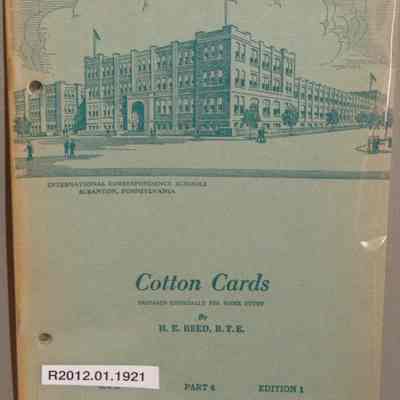 INTERNATIONAL CORRESPONDENCE SCHOOLS
SCRANTON, PENNSYLVANIA
Cotton Cards
PREPARED ESPECIALLY FOR HOME STUDY
By
H. E. REED, B.T.E.
R2012.01.1921
PART 4
EDITION 1